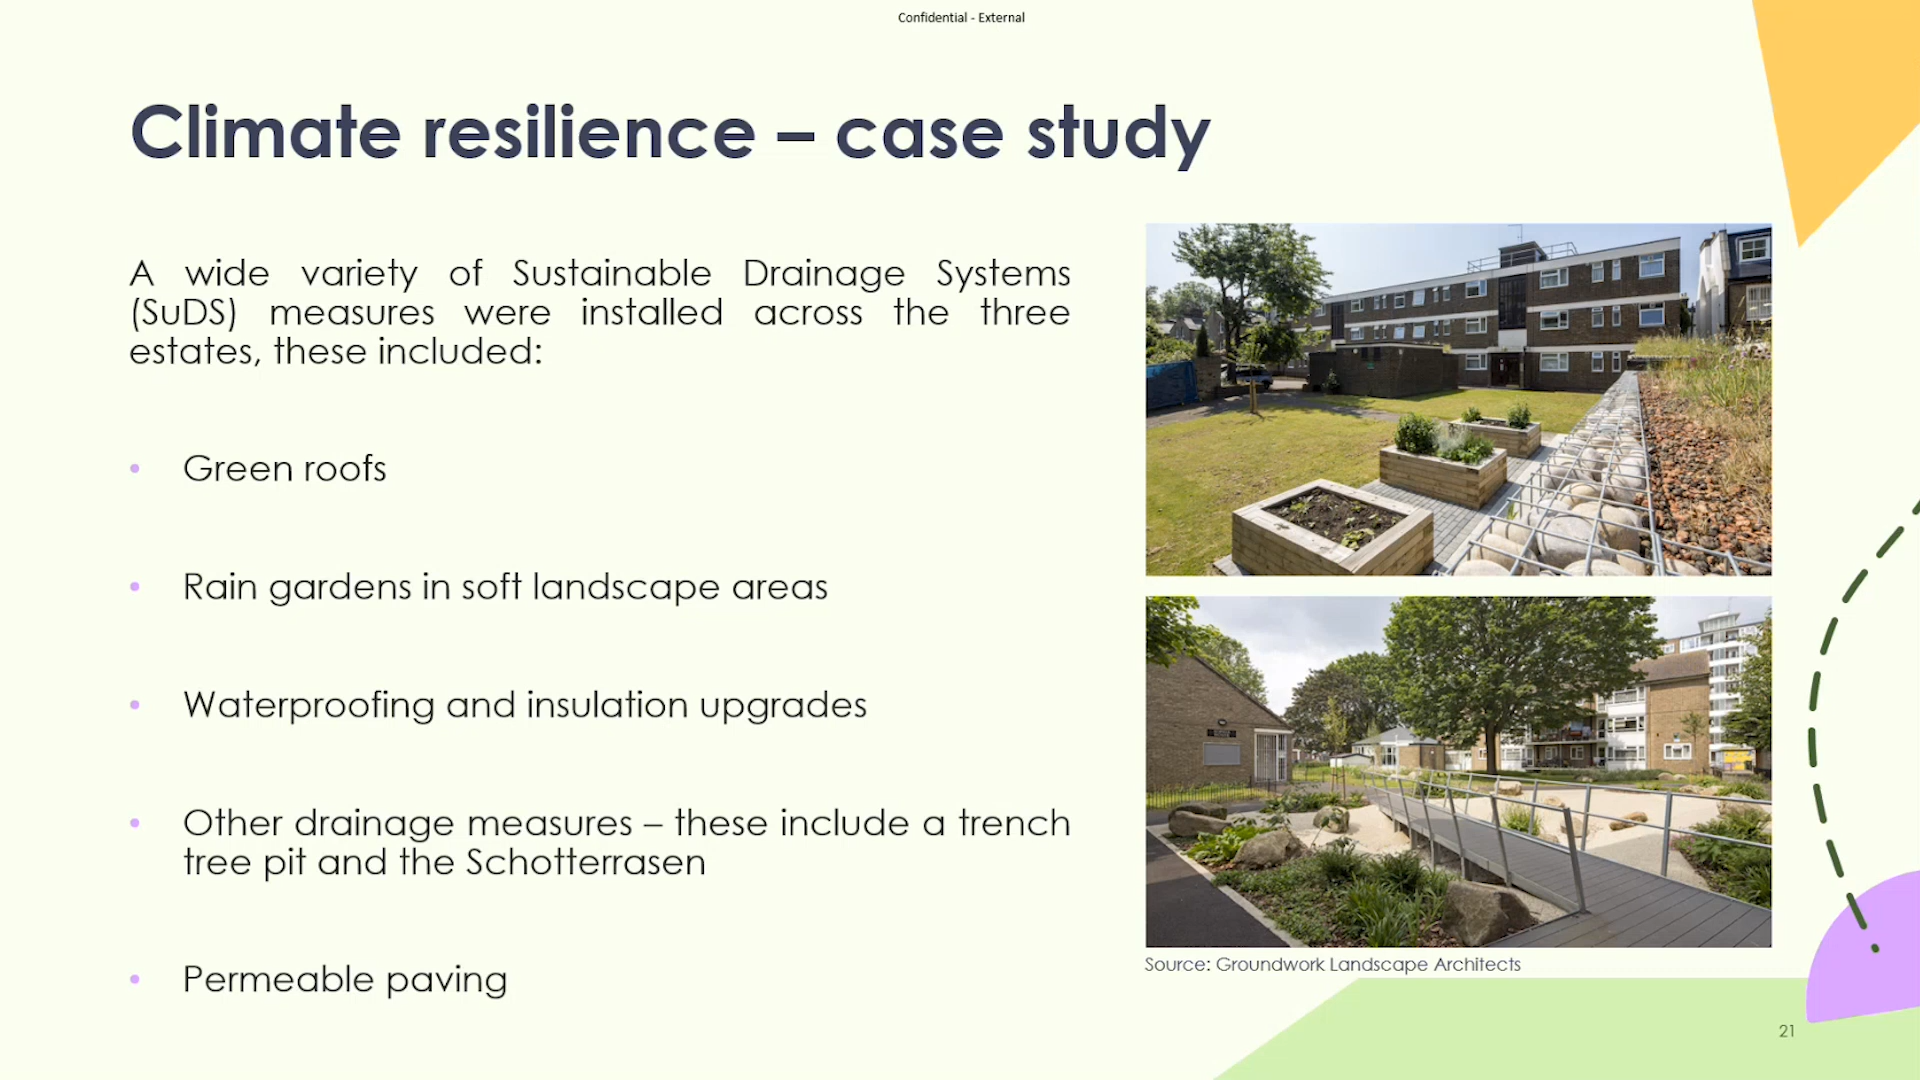 Confidential - External
Climate resilience – case study
A wide variety of Sustainable Drainage Systems
(SuDS) measures were installed across the three
estates, these included:
• Green roofs
• Rain gardens in soft landscape areas
• Waterproofing and insulation upgrades
• Other drainage measures – these include a trench
tree pit and the Schotterrasen
• Permeable paving
Source: Groundwork Landscape Architects
21